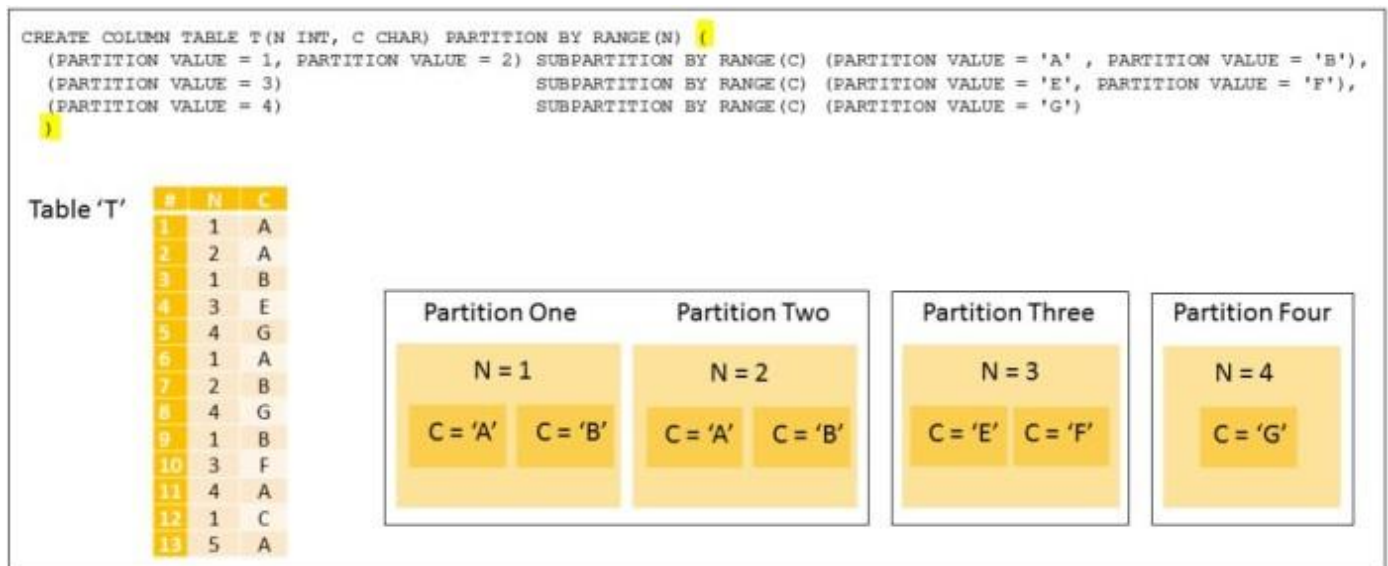 CREATE COLUMN TABLE T(N INT, C CHAR) PARTITION BY RANGE(N) (
(PARTITION VALUE = 1, PARTITION VALUE = 2) SUBPARTITION BY RANGE(C) (PARTITION VALUE = 'A' , PARTITION VALUE = 'B'),
(PARTITION VALUE = 3) SUBPARTITION BY RANGE(C) (PARTITION VALUE = 'E', PARTITION VALUE = 'F'),
(PARTITION VALUE = 4) SUBPARTITION BY RANGE(C) (PARTITION VALUE = 'G')
)
Table ‘T’
# N C
1 1 A
2 2 A
3 1 B
4 3 E
5 4 G
6 1 A
7 2 B
8 4 G
9 1 B
10 3 F
11 4 A
12 1 C
13 5 A
Partition One Partition Two Partition Three Partition Four
N = 1 N = 2 N = 3 N = 4
C = ‘A’ C = ‘B’ C = ‘A’ C = ‘B’ C = ‘E’ C = ‘F’ C = ‘G’